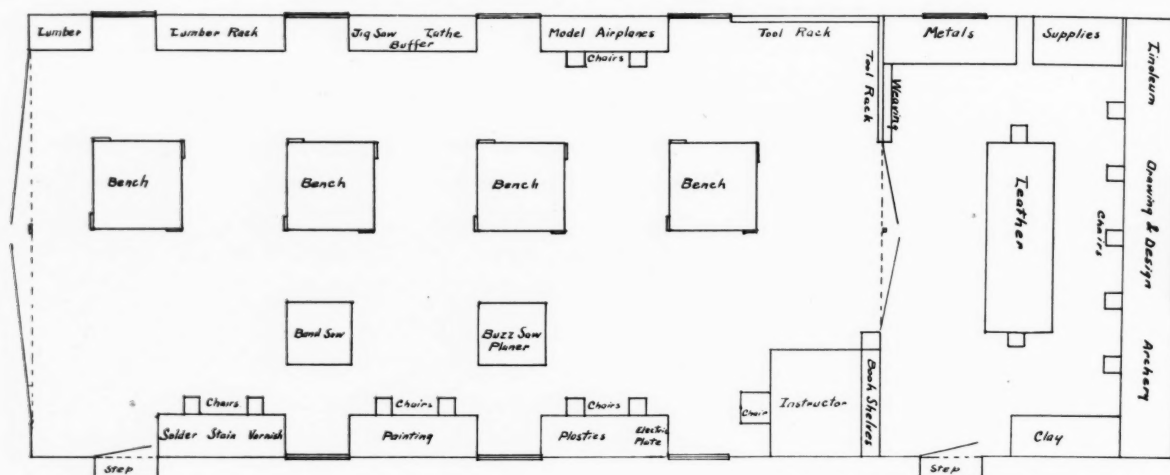 Lumber
Lumber Rack
Jig Saw Lathe
Buffer
Model Airplanes
Chairs
Tool Rack
Tool Rack
Weaving
Metals
Supplies
Linoleum
Drawing & Design
Archery
Chairs
Bench
Bench
Bench
Bench
Leather
Band Saw
Buzz Saw
Planer
Chairs
Chairs
Chairs
Chair
Instructor
Book Shelves
Solder Stain Varnish
Painting
Plastics
Electric
Plate
Clay
Step
Step